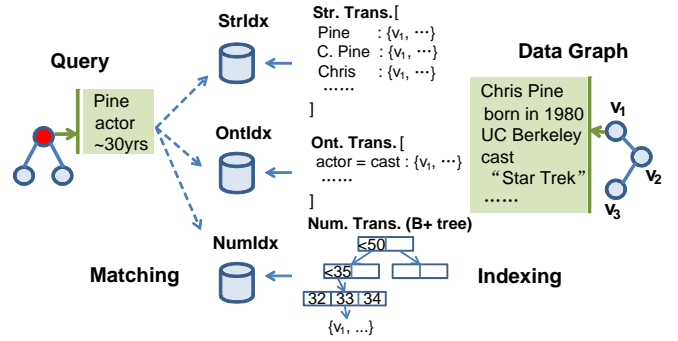 Query
Pine
actor
~30yrs
Matching
StrIdx
OntIdx
NumIdx
Str. Trans.[
Pine : {v₁, ⋯}
C. Pine : {v₁, ⋯}
Chris : {v₁, ⋯}
⋯⋯
]
Ont. Trans.[
actor = cast : {v₁, ⋯}
⋯⋯
]
Num. Trans. (B+ tree)
<50
<35
32 33 34
{v₁, ...}
Data Graph
Chris Pine
born in 1980
UC Berkeley
cast
“Star Trek”
⋯⋯
v₁
v₂
v₃
Indexing